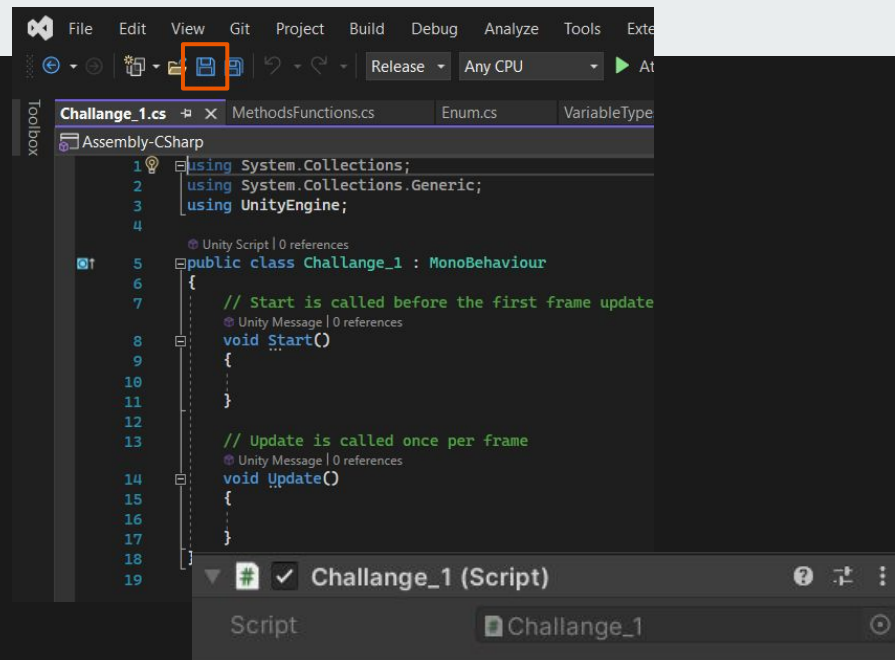 File Edit View Git Project Build Debug Analyze Tools Exte
Release Any CPU At
Toolbox
Challange_1.cs MethodsFunctions.cs Enum.cs VariableType
Assembly-CSharp
1 using System.Collections;
2 using System.Collections.Generic;
3 using UnityEngine;
4
Unity Script | 0 references
5 public class Challange_1 : MonoBehaviour
6 {
7 // Start is called before the first frame update
Unity Message | 0 references
8 void Start()
9 {
10
11 }
12
13 // Update is called once per frame
Unity Message | 0 references
14 void Update()
15 {
16
17 }
18 }
19
# Challange_1 (Script)
Script # Challange_1